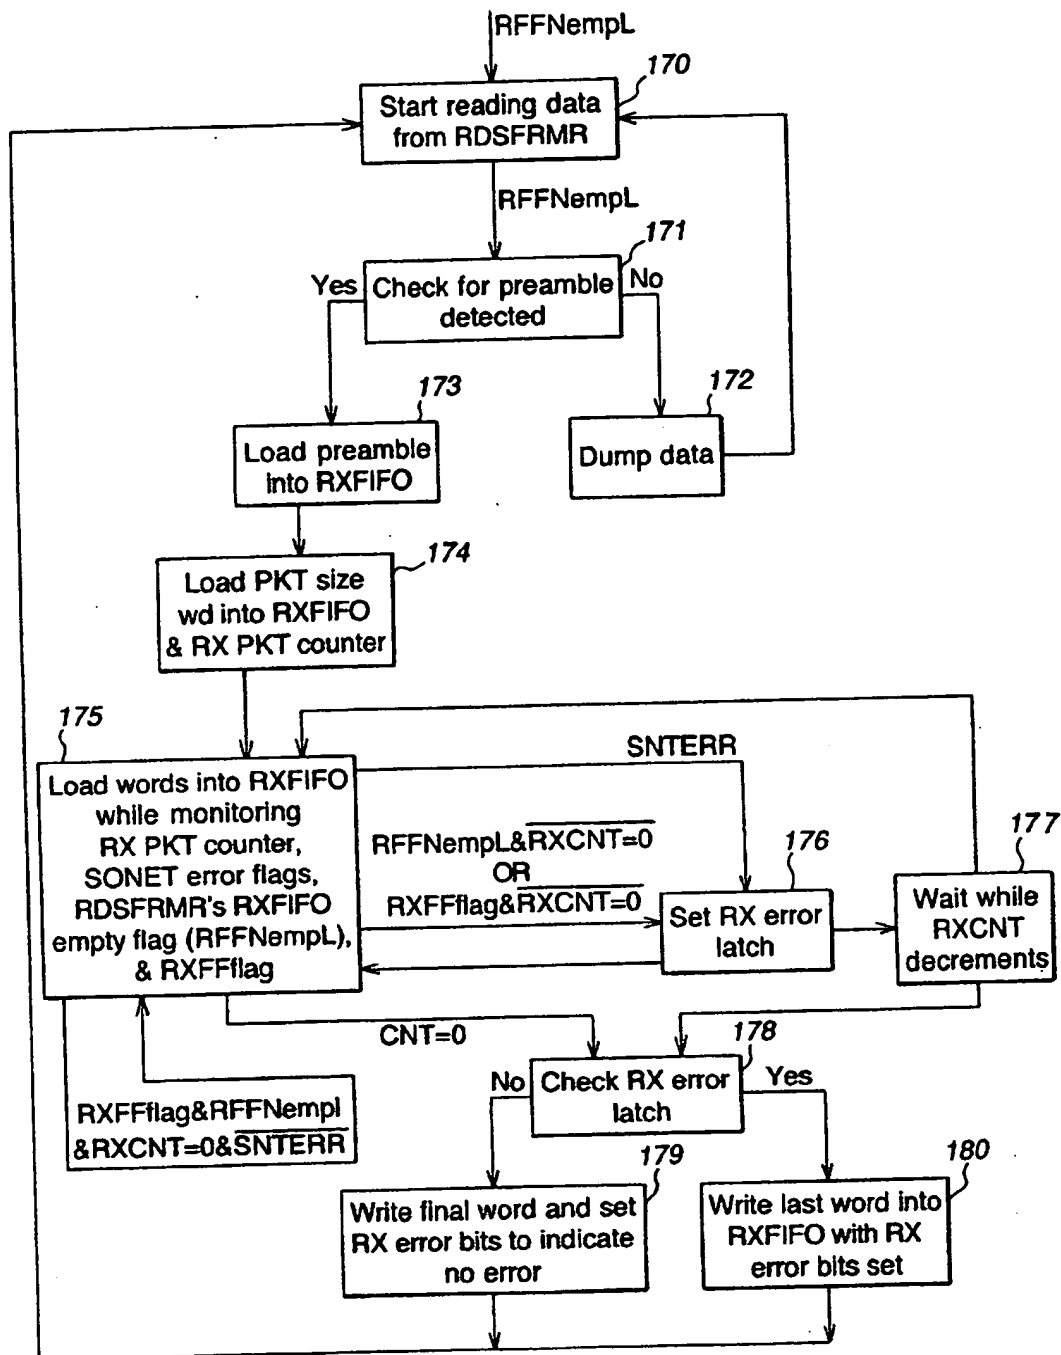 RFFNempL
170
Start reading data
from RDSFRMR
RFFNempL
171
Yes
Check for preamble
detected
No
173
Load preamble
into RXFIFO
172
Dump data
174
Load PKT size
wd into RXFIFO
& RX PKT counter
175
Load words into RXFIFO
while monitoring
RX PKT counter,
SONET error flags,
RDSFRMR's RXFIFO
empty flag (RFFNempL),
& RXFFflag
SNTERR
RFFNempL&R̅X̅C̅N̅T̅=̅0̅
OR
RXFFflag&R̅X̅C̅N̅T̅=̅0̅
176
Set RX error
latch
177
Wait while
RXCNT
decrements
CNT=0
178
No
Check RX error
latch
Yes
RXFFflag&RFFNempl
&RXCNT=0&S̅N̅T̅E̅R̅R̅
179
Write final word and set
RX error bits to indicate
no error
180
Write last word into
RXFIFO with RX
error bits set